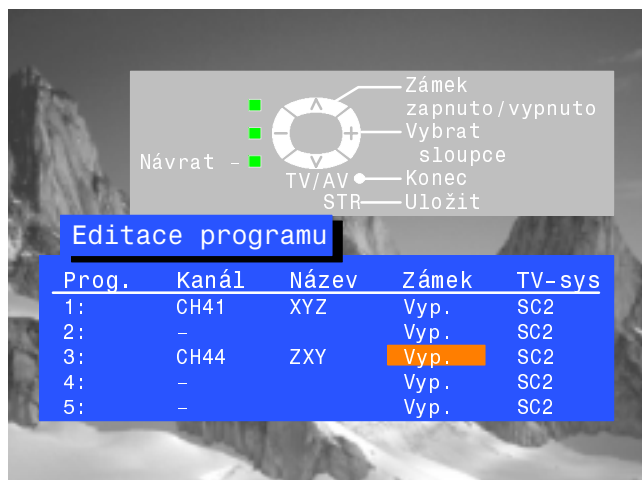 Zámek
zapnuto/vypnuto
Vybrat
sloupce
Návrat –
TV/AV Konec
STR Uložit
Editace programu
Prog. Kanál Název Zámek TV-sys
1: CH41 XYZ Vyp. SC2
2: – Vyp. SC2
3: CH44 ZXY Vyp. SC2
4: – Vyp. SC2
5: – Vyp. SC2